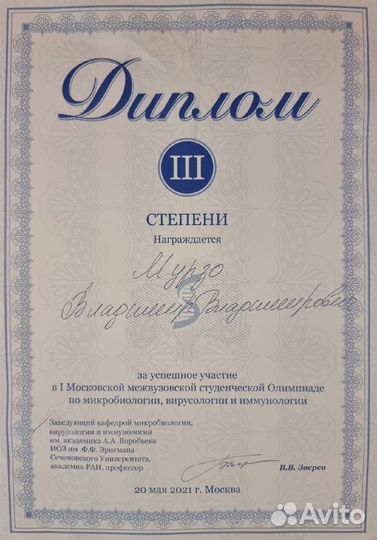 Диплом
III
СТЕПЕНИ
Награждается
Мурзо
Владимир Владимирович
за успешное участие
в I Московской межвузовской студенческой Олимпиаде
по микробиологии, вирусологии и иммунологии
Заведующий кафедрой микробиологии,
вирусологии и иммунологии
им. академика А.А .Воробьева
ИОЗ им .Ф.Ф. Эрисмана
Сеченовского Университета,
академик РАН, профессор
В.В. Зверев
20 мая 2021 г. Москва
Avito